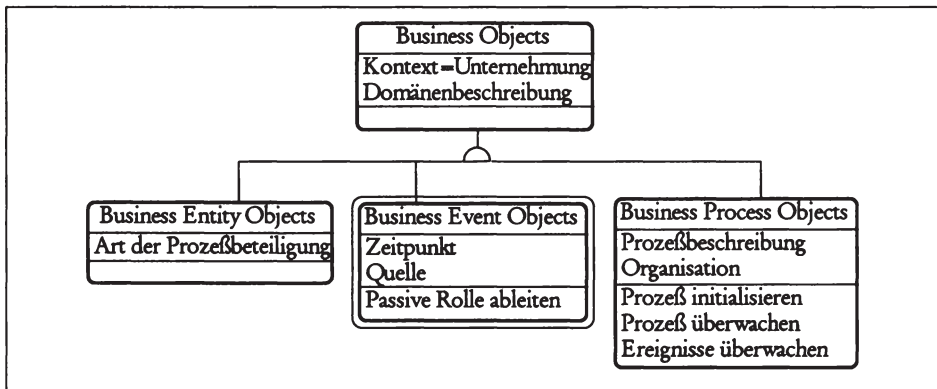 Business Objects
Kontext=Unternehmung
Domänenbeschreibung
Business Entity Objects
Art der Prozeßbeteiligung
Business Event Objects
Zeitpunkt
Quelle
Passive Rolle ableiten
Business Process Objects
Prozeßbeschreibung
Organisation
Prozeß initialisieren
Prozeß überwachen
Ereignisse überwachen